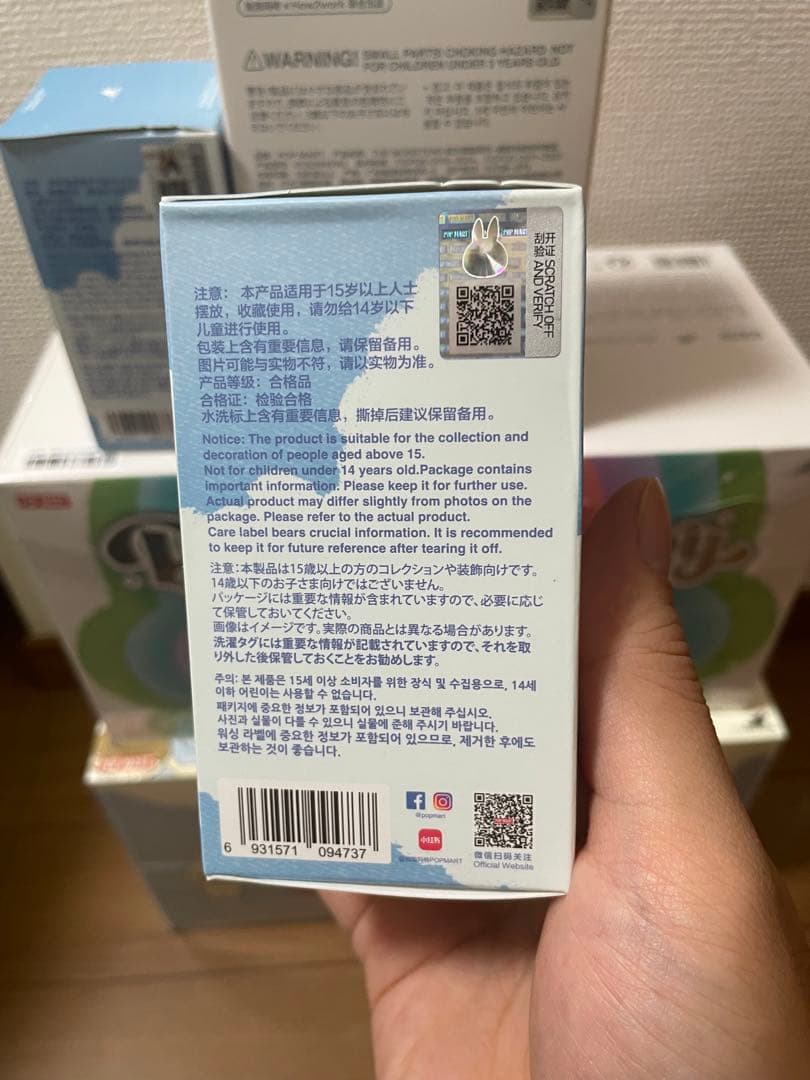 ⚠WARNING! SMALL PARTS CHOKING HAZARD. NOT
FOR CHILDREN UNDER 3 YEARS OLD.
POP MART
POP MART
开证 SCRATCH OFF
刮验 AND VERIFY
注意: 本产品适用于15岁以上人士
摆放，收藏使用，请勿给14岁以下
儿童进行使用。
包装上含有重要信息，请保留备用。
图片可能与实物不符，请以实物为准。
产品等级：合格品
合格证：检验合格
水洗标上含有重要信息，撕掉后建议保留备用。
Notice: The product is suitable for the collection and
decoration of people aged above 15.
Not for children under 14 years old.Package contains
important information. Please keep it for further use.
Actual product may differ slightly from photos on the
package. Please refer to the actual product.
Care label bears crucial information. It is recommended
to keep it for future reference after tearing it off.
注意:本製品は15歳以上の方のコレクションや装飾向けです。
14歳以下のお子さま向けではございません。
パッケージには重要な情報が含まれていますので、必要に応じ
て保管しておいてください。
画像はイメージです。実際の商品とは異なる場合があります。
洗濯タグには重要な情報が記載されていますので、それを取
り外した後保管しておくことをお勧めします。
주의: 본 제품은 15세 이상 소비자를 위한 장식 및 수집용으로, 14세
이하 어린이는 사용할 수 없습니다.
패키지에 중요한 정보가 포함되어 있으니 보관해 주십시오.
사진과 실물이 다를 수 있으니 실물에 준해 주시기 바랍니다.
워싱 라벨에 중요한 정보가 포함되어 있으므로, 제거한 후에도
보관하는 것이 좋습니다.
6 931571 094737
@popmart
小红书
POPMART
微信扫码关注
Official Website